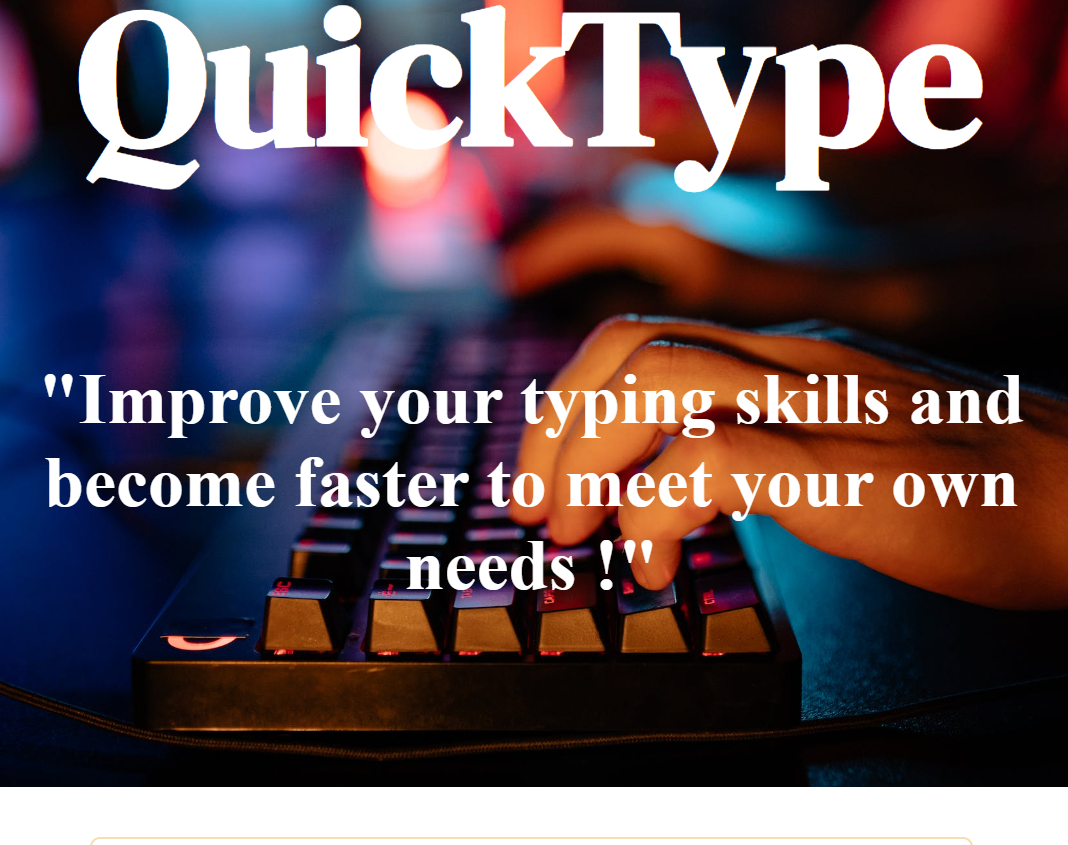 QuickType
"Improve your typing skills and
become faster to meet your own
needs !"